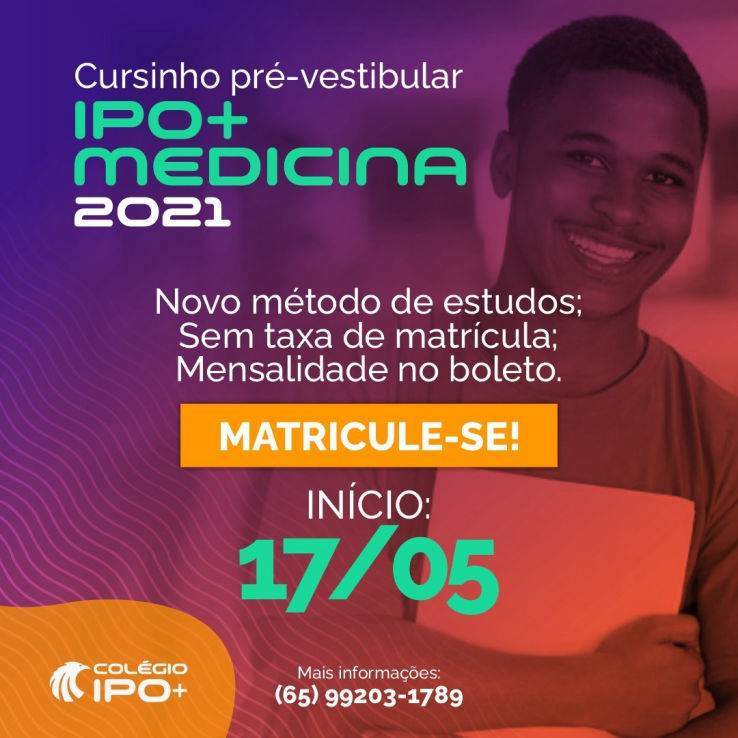 Cursinho pré-vestibular
IPO+
MEDICINA
2021
Novo método de estudos;
Sem taxa de matrícula;
Mensalidade no boleto.
MATRICULE-SE!
INÍCIO:
17/05
COLÉGIO
IPO+
Mais informações:
(65) 99203-1789